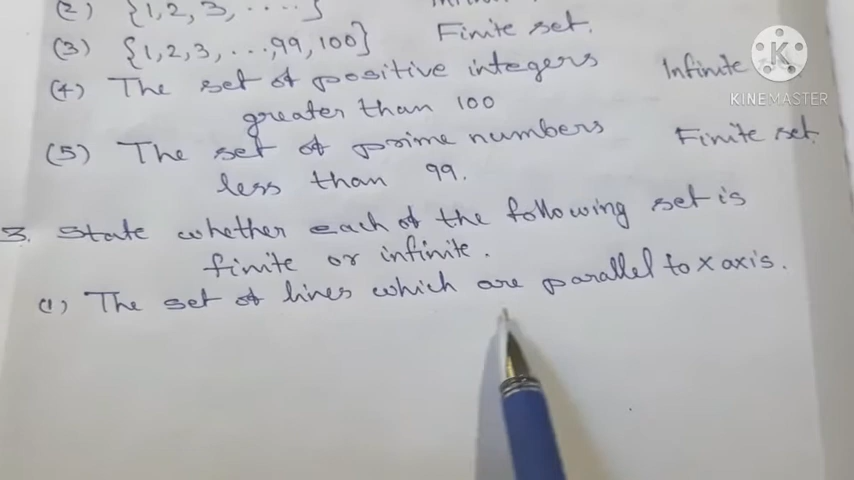 (2) {1,2,3, ....}
(3) {1,2,3, ...,99,100} Finite set.
(4) The set of positive integers Infinite
greater than 100
(5) The set of prime numbers Finite set.
less than 99.
3. State whether each of the following set is
finite or infinite.
(1) The set of lines which are parallel to x axis.
K
KINEMASTER